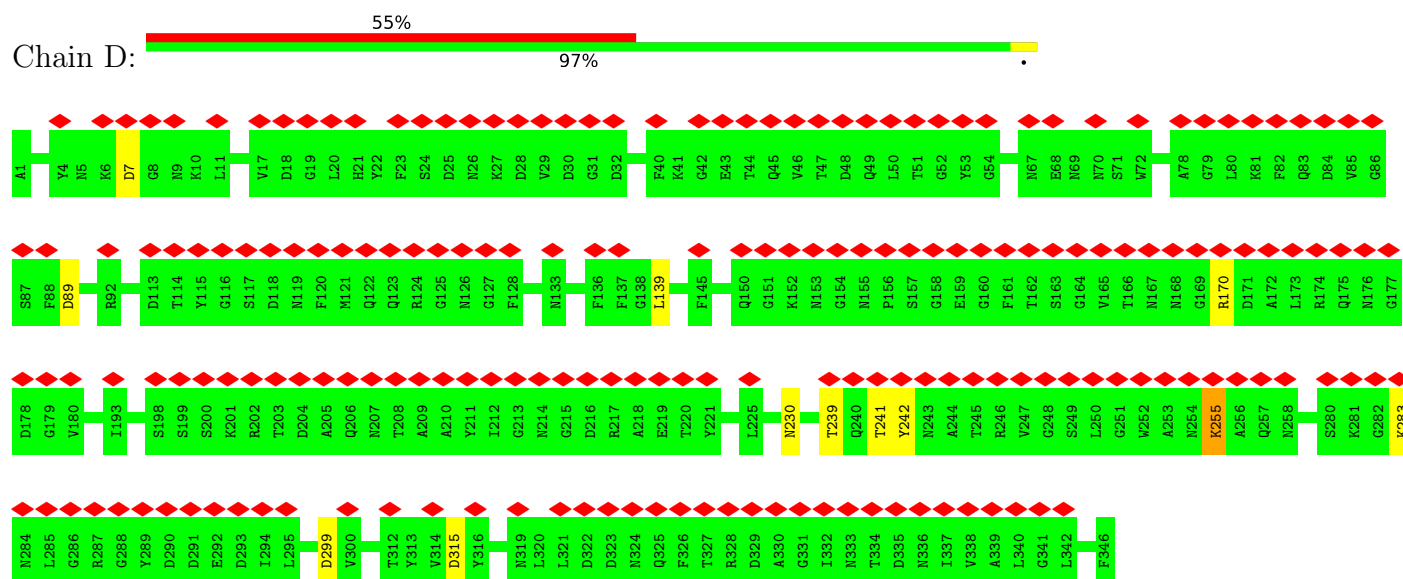 55%
Chain D:
97%
.
A1 Y4 N5 K6 D7 G8 N9 K10 L11 V17 D18 G19 L20 H21 Y22 F23 S24 D25 N26 K27 D28 V29 D30 G31 D32 F40 K41 G42 E43 T44 Q45 V46 T47 D48 Q49 L50 T51 G52 Y53 G54 N67 E68 N69 N70 S71 W72 A78 G79 L80 K81 F82 Q83 D84 V85 G86
S87 F88 D89 R92 D113 T114 Y115 G116 S117 D118 N119 F120 M121 Q122 Q123 R124 G125 N126 G127 F128 N133 F136 F137 G138 L139 F145 Q150 G151 K152 N153 G154 N155 P156 S157 G158 E159 G160 F161 T162 S163 G164 V165 T166 N167 N168 G169 R170 D171 A172 L173 R174 Q175 N176 G177
D178 G179 V180 I193 S198 S199 S200 K201 R202 T203 D204 A205 Q206 N207 T208 A209 A210 Y211 I212 G213 N214 G215 D216 R217 A218 E219 T220 Y221 L225 N230 T239 Q240 T241 Y242 N243 A244 T245 R246 V247 G248 S249 L250 G251 W252 A253 N254 K255 A256 Q257 N258 S280 K281 G282 K283
N284 L285 G286 R287 G288 Y289 D290 D291 E292 D293 I294 L295 D299 V300 T312 Y313 V314 D315 Y316 N319 L320 L321 D322 D323 N324 Q325 F326 T327 R328 D329 A330 G331 I332 N333 T334 D335 N336 I337 V338 A339 L340 G341 L342 F346